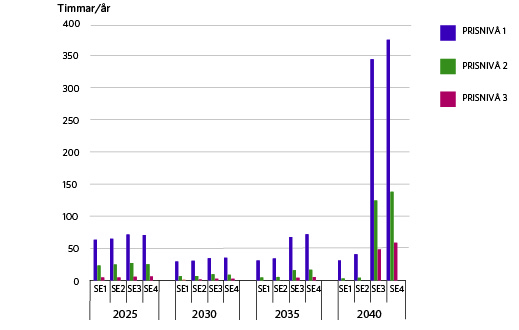 Timmar/år
400
350
300
250
200
150
100
50
0
PRISNIVÅ 1
PRISNIVÅ 2
PRISNIVÅ 3
SE1 SE2 SE3 SE4 SE1 SE2 SE3 SE4 SE1 SE2 SE3 SE4 SE1 SE2 SE3 SE4
2025 2030 2035 2040